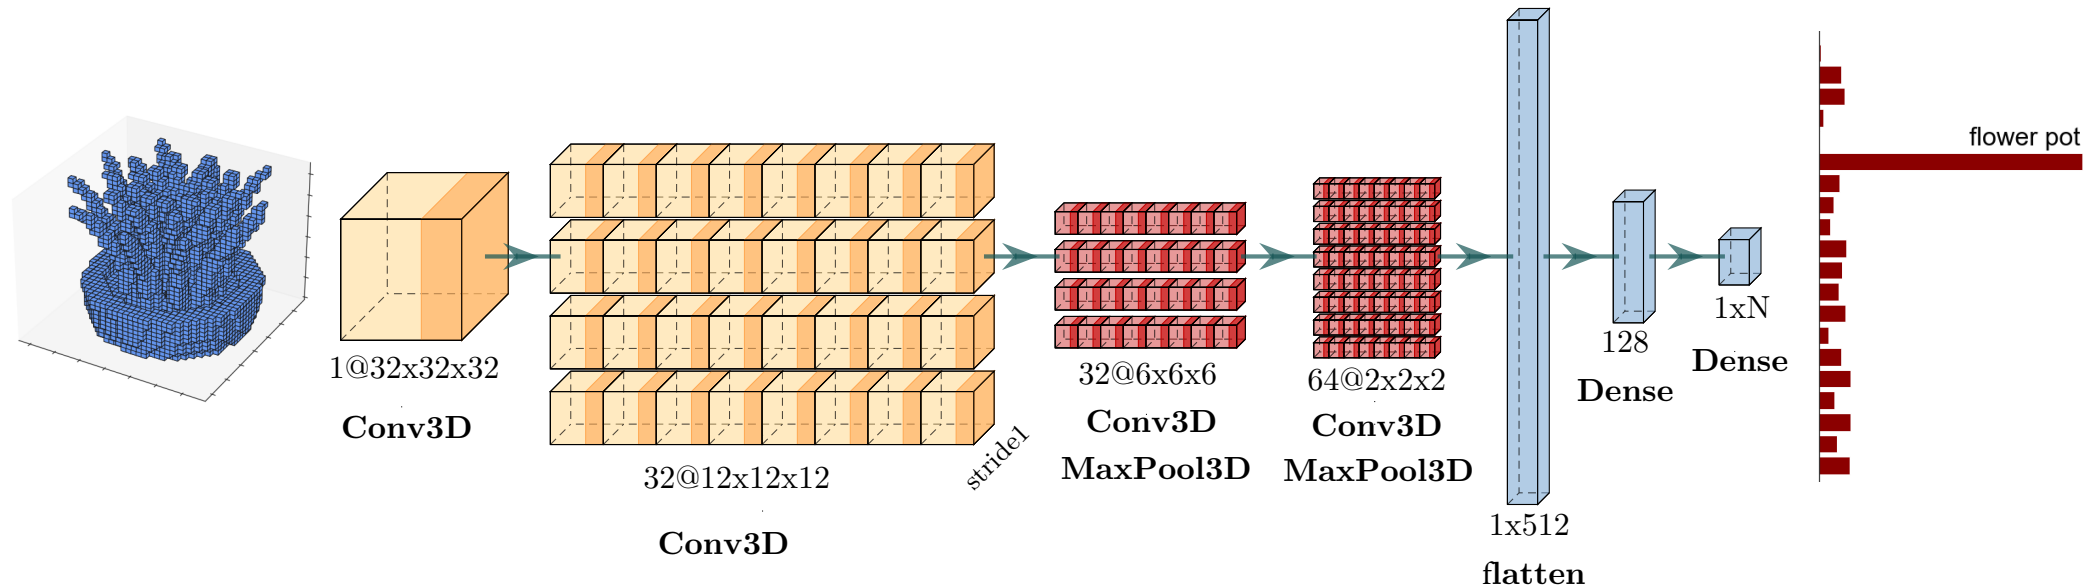 1@32x32x32
Conv3D
32@12x12x12
Conv3D
stride1
32@6x6x6
Conv3D
MaxPool3D
64@2x2x2
Conv3D
MaxPool3D
1x512
flatten
128
Dense
1xN
Dense
flower pot